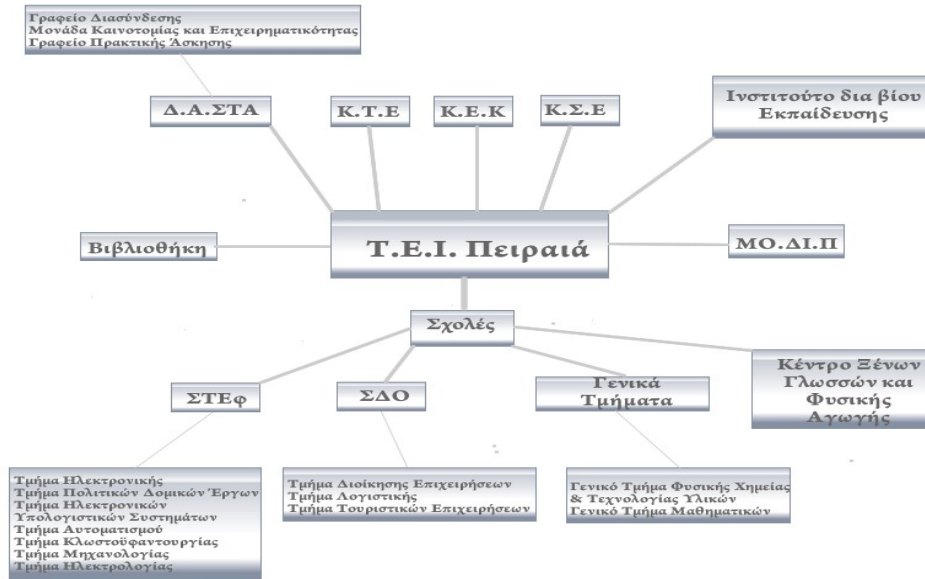 Γραφείο Διασύνδεσης
Μονάδα Καινοτομίας και Επιχειρηματικότητας
Γραφείο Πρακτικής Άσκησης
Δ.Α.ΣΤΑ
Κ.Τ.Ε
Κ.Ε.Κ
Κ.Σ.Ε
Ινστιτούτο δια βίου
Εκπαίδευσης
Βιβλιοθήκη
Τ.Ε.Ι. Πειραιά
ΜΟ.ΔΙ.Π
Σχολές
ΣΤΕφ
ΣΔΟ
Γενικά
Τμήματα
Κέντρο Ξένων
Γλωσσών και
Φυσικής
Αγωγής
Τμήμα Ηλεκτρονικής
Τμήμα Πολιτικών Δομικών Έργων
Τμήμα Ηλεκτρονικών
Υπολογιστικών Συστημάτων
Τμήμα Αυτοματισμού
Τμήμα Κλωστοϋφαντουργίας
Τμήμα Μηχανολογίας
Τμήμα Ηλεκτρολογίας
Τμήμα Διοίκησης Επιχειρήσεων
Τμήμα Λογιστικής
Τμήμα Τουριστικών Επιχειρήσεων
Γενικό Τμήμα Φυσικής Χημείας
& Τεχνολογίας Υλικών
Γενικό Τμήμα Μαθηματικών